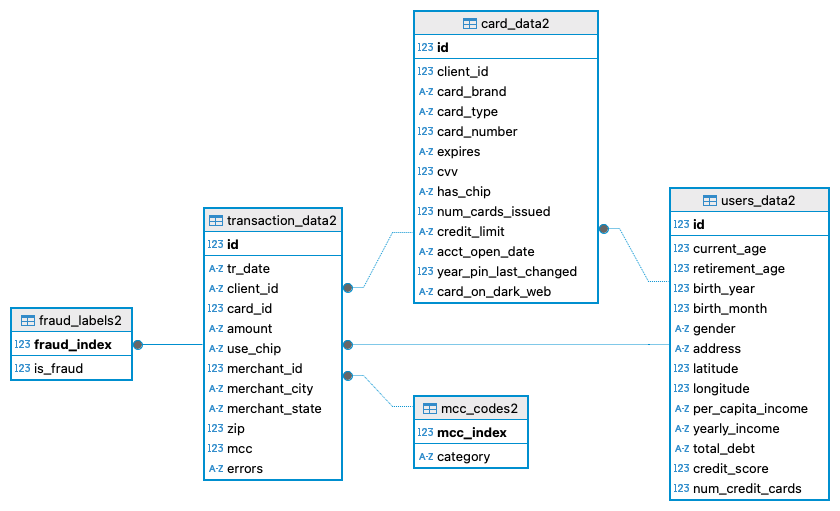 card_data2
123 id
123 client_id
A-Z card_brand
A-Z card_type
123 card_number
A-Z expires
123 cvv
A-Z has_chip
123 num_cards_issued
A-Z credit_limit
A-Z acct_open_date
123 year_pin_last_changed
A-Z card_on_dark_web
users_data2
123 id
123 current_age
123 retirement_age
123 birth_year
123 birth_month
A-Z gender
A-Z address
123 latitude
123 longitude
A-Z per_capita_income
A-Z yearly_income
A-Z total_debt
123 credit_score
123 num_credit_cards
transaction_data2
123 id
A-Z tr_date
A-Z client_id
123 card_id
A-Z amount
A-Z use_chip
123 merchant_id
A-Z merchant_city
A-Z merchant_state
123 zip
123 mcc
A-Z errors
fraud_labels2
123 fraud_index
123 is_fraud
mcc_codes2
123 mcc_index
A-Z category